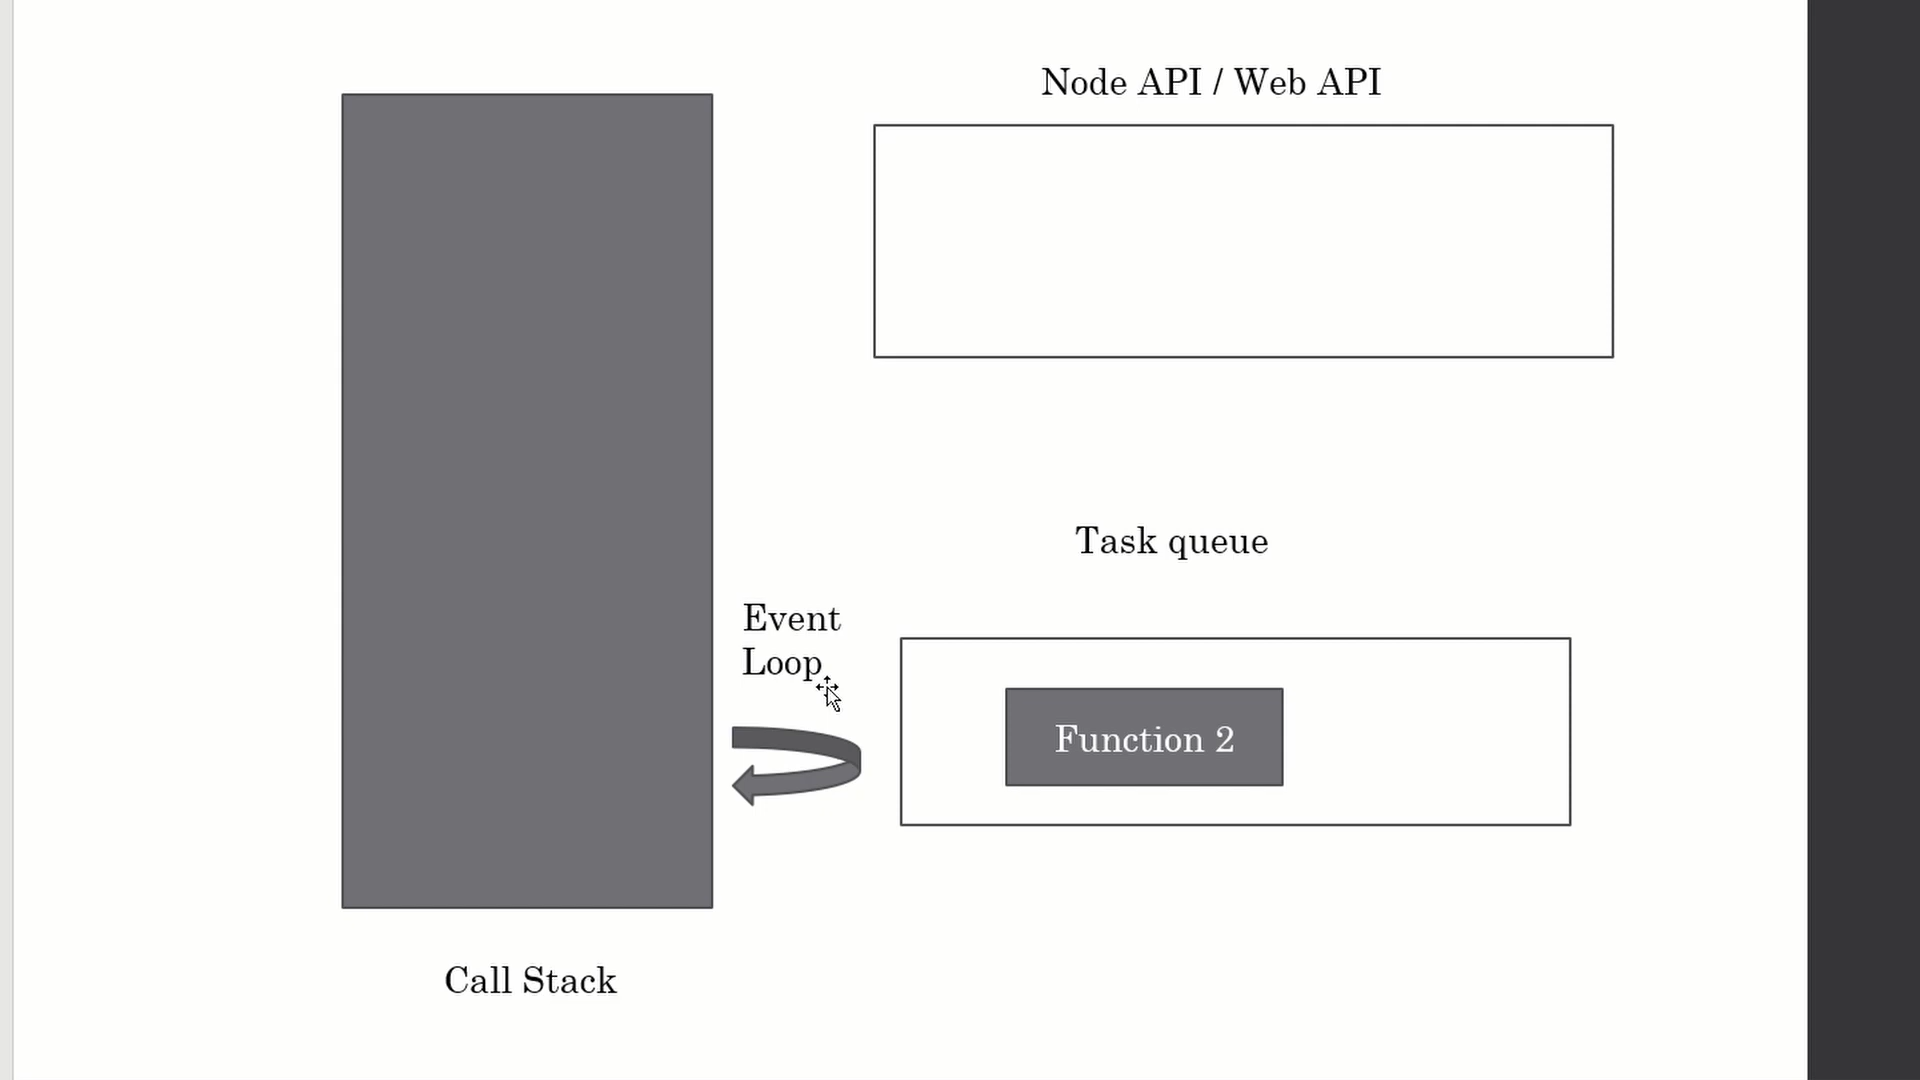 Node API / Web API
Task queue
Event
Loop
Function 2
Call Stack